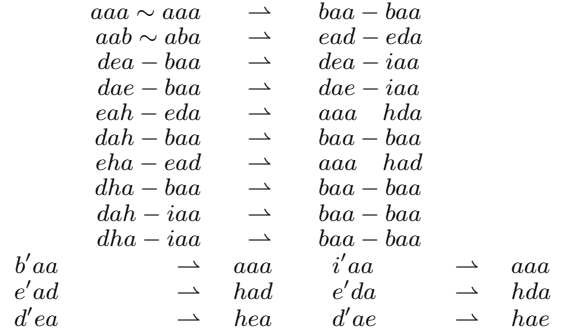 aaa ∼ aaa ⇀ baa − baa
aab ∼ aba ⇀ ead − eda
dea − baa ⇀ dea − iaa
dae − baa ⇀ dae − iaa
eah − eda ⇀ aaa hda
dah − baa ⇀ baa − baa
eha − ead ⇀ aaa had
dha − baa ⇀ baa − baa
dah − iaa ⇀ baa − baa
dha − iaa ⇀ baa − baa
b′aa ⇀ aaa i′aa ⇀ aaa
e′ad ⇀ had e′da ⇀ hda
d′ea ⇀ hea d′ae ⇀ hae